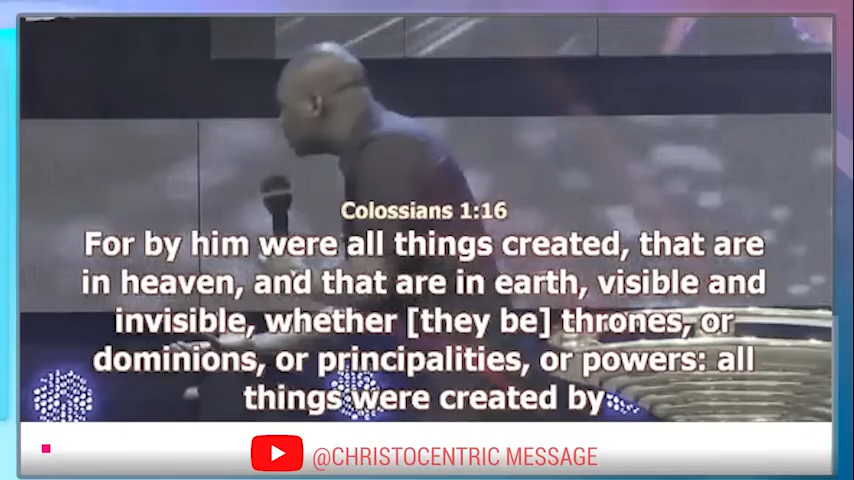 Colossians 1:16
For by him were all things created, that are
in heaven, and that are in earth, visible and
invisible, whether [they be] thrones, or
dominions, or principalities, or powers: all
things were created by
@CHRISTOCENTRIC MESSAGE